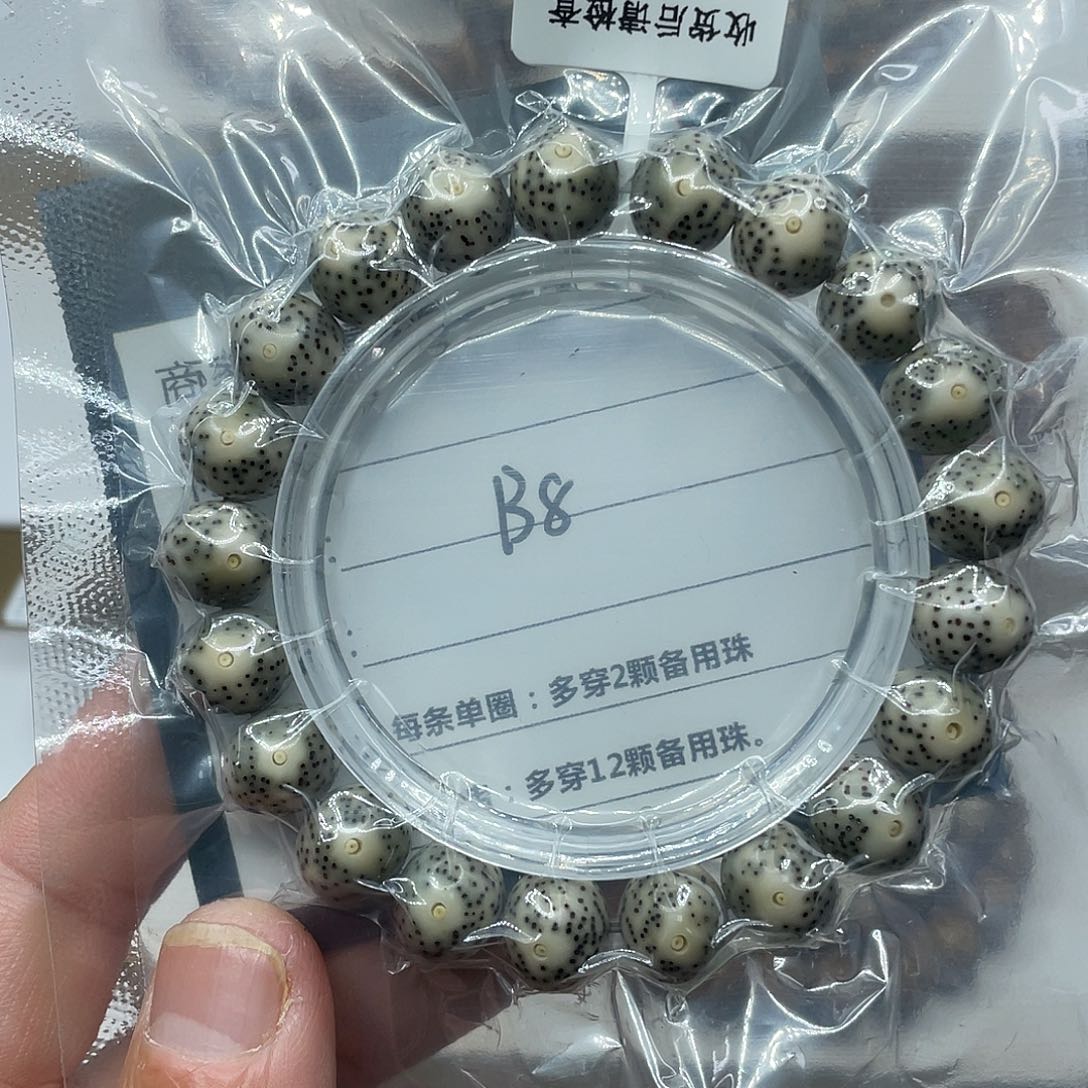 收货后请检查
商
B8
每条单圈：多穿2颗备用珠
：多穿12颗备用珠。